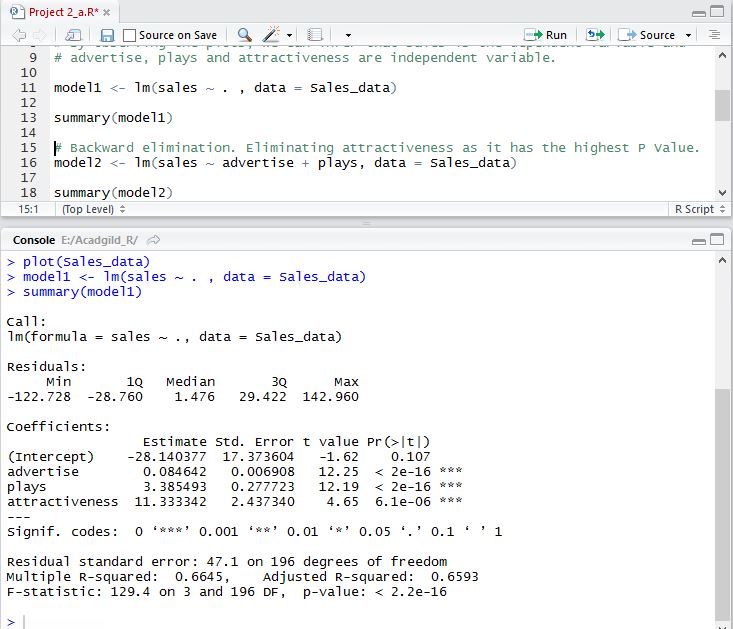 Project 2_a.R*
Source on Save Run Source
9 # advertise, plays and attractiveness are independent variable.
10
11 model1 <- lm(sales ~ . , data = Sales_data)
12
13 summary(model1)
14
15 # Backward elimination. Eliminating attractiveness as it has the highest P Value.
16 model2 <- lm(sales ~ advertise + plays, data = Sales_data)
17
18 summary(model2)
15:1 (Top Level) R Script
Console E:/Acadgild_R/
> plot(Sales_data)
> model1 <- lm(sales ~ . , data = Sales_data)
> summary(model1)
Call:
lm(formula = sales ~ ., data = Sales_data)
Residuals:
Min 1Q Median 3Q Max
-122.728 -28.760 1.476 29.422 142.960
Coefficients:
Estimate Std. Error t value Pr(>|t|)
(Intercept) -28.140377 17.373604 -1.62 0.107
advertise 0.084642 0.006908 12.25 < 2e-16 ***
plays 3.385493 0.277723 12.19 < 2e-16 ***
attractiveness 11.333342 2.437340 4.65 6.1e-06 ***
---
Signif. codes: 0 ‘***’ 0.001 ‘**’ 0.01 ‘*’ 0.05 ‘.’ 0.1 ‘ ’ 1
Residual standard error: 47.1 on 196 degrees of freedom
Multiple R-squared: 0.6645, Adjusted R-squared: 0.6593
F-statistic: 129.4 on 3 and 196 DF, p-value: < 2.2e-16
>